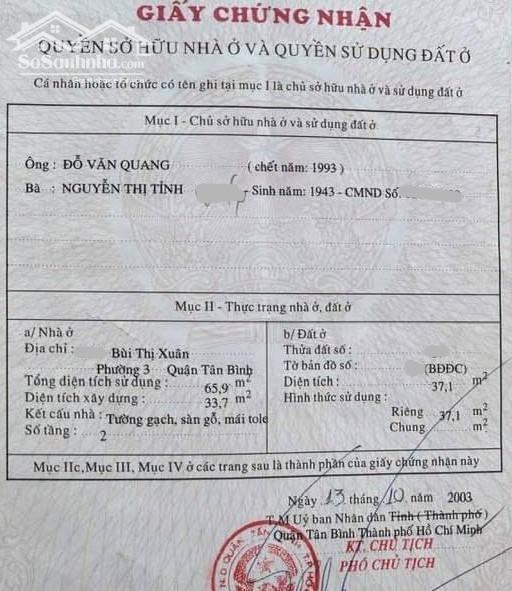 GIẤY CHỨNG NHẬN
SoSanhnha.com
QUYỀN SỞ HỮU NHÀ Ở VÀ QUYỀN SỬ DỤNG ĐẤT Ở
Cá nhân hoặc tổ chức có tên ghi tại mục I là chủ sở hữu nhà ở và sử dụng đất ở
Mục I - Chủ sở hữu nhà ở và sử dụng đất ở
Ông : ĐỖ VĂN QUANG ( chết năm: 1993)
Bà : NGUYỄN THỊ TỈNH - Sinh năm: 1943 - CMND Số.
Mục II - Thực trạng nhà ở, đất ở
a/ Nhà ở
Địa chỉ : Bùi Thị Xuân
Phường 3 Quận Tân Bình
Tổng diện tích sử dụng : 65,9 m2
Diện tích xây dựng : 33,7 m2
Kết cấu nhà : Tường gạch, sàn gỗ, mái tole
Số tầng : 2
b/ Đất ở
Thửa đất số :
Tờ bản đồ số : (BĐĐC)
Diện tích : 37,1 m2
Hình thức sử dụng :
Riêng 37,1 m2
Chung / m2
Mục IIc, Mục III, Mục IV ở các trang sau là thành phần của giấy chứng nhận này
Ngày 13 tháng 10 năm 2003
T.M Uỷ ban Nhân dân Tỉnh ( Thành phố )
Quận Tân Bình Thành phố Hồ Chí Minh
KT. CHỦ TỊCH
PHÓ CHỦ TỊCH